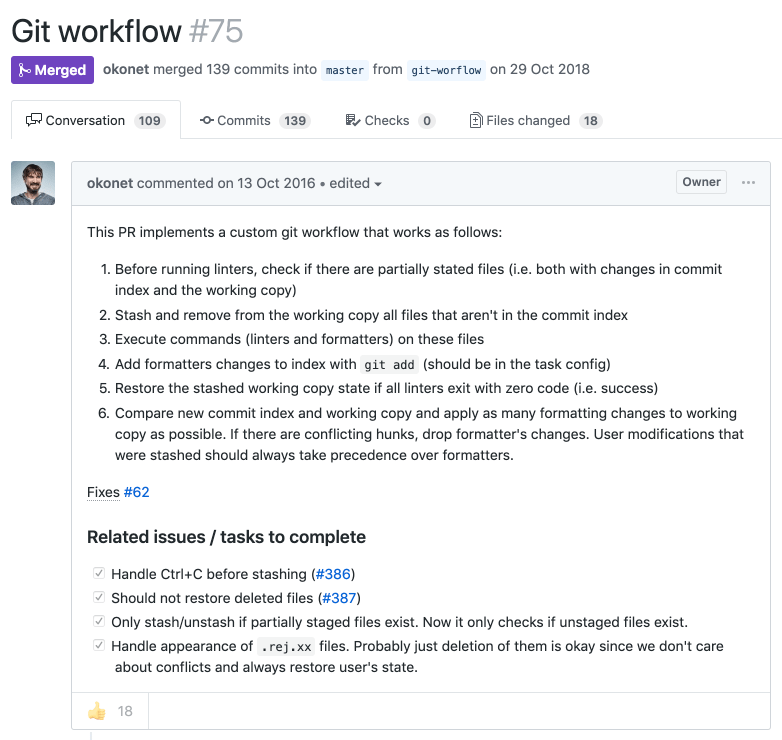 Git workflow #75
Merged okonet merged 139 commits into master from git-worflow on 29 Oct 2018
Conversation 109 Commits 139 Checks 0 Files changed 18
okonet commented on 13 Oct 2016 • edited Owner ...
This PR implements a custom git workflow that works as follows:
1. Before running linters, check if there are partially stated files (i.e. both with changes in commit
index and the working copy)
2. Stash and remove from the working copy all files that aren't in the commit index
3. Execute commands (linters and formatters) on these files
4. Add formatters changes to index with git add (should be in the task config)
5. Restore the stashed working copy state if all linters exit with zero code (i.e. success)
6. Compare new commit index and working copy and apply as many formatting changes to working
copy as possible. If there are conflicting hunks, drop formatter's changes. User modifications that
were stashed should always take precedence over formatters.
Fixes #62
Related issues / tasks to complete
Handle Ctrl+C before stashing (#386)
Should not restore deleted files (#387)
Only stash/unstash if partially staged files exist. Now it only checks if unstaged files exist.
Handle appearance of .rej.xx files. Probably just deletion of them is okay since we don't care
about conflicts and always restore user's state.
18